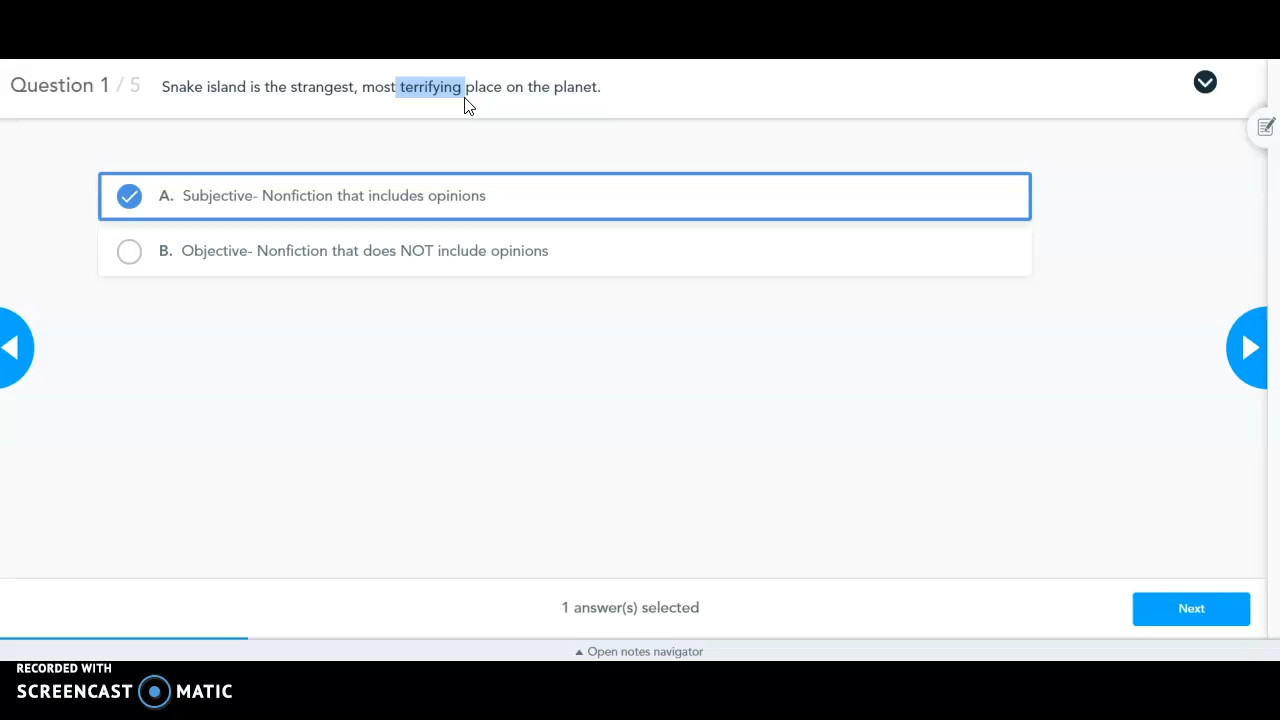 Question 1 / 5 Snake island is the strangest, most terrifying place on the planet.
A. Subjective- Nonfiction that includes opinions
B. Objective- Nonfiction that does NOT include opinions
1 answer(s) selected
Next
Open notes navigator
RECORDED WITH
SCREENCAST MATIC